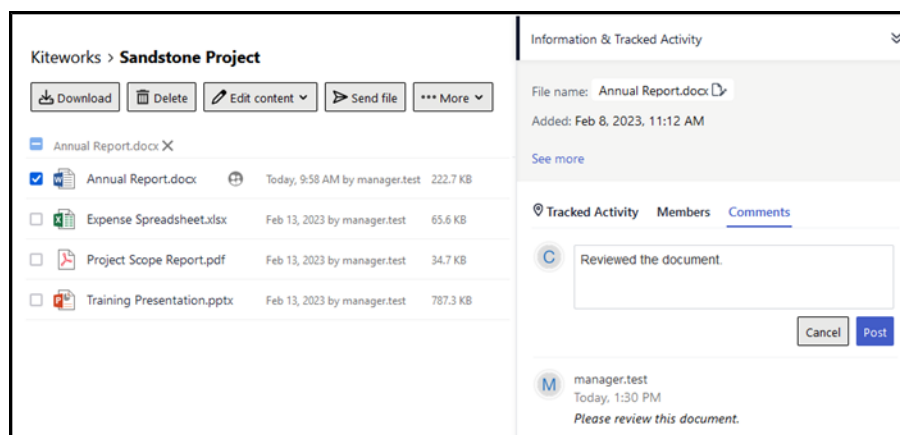 Kiteworks > Sandstone Project
Download Delete Edit content Send file ••• More
Annual Report.docx
Annual Report.docx Today, 9:58 AM by manager.test 222.7 KB
Expense Spreadsheet.xlsx Feb 13, 2023 by manager.test 65.6 KB
Project Scope Report.pdf Feb 13, 2023 by manager.test 34.7 KB
Training Presentation.pptx Feb 13, 2023 by manager.test 787.3 KB
Information & Tracked Activity
File name: Annual Report.docx
Added: Feb 8, 2023, 11:12 AM
See more
Tracked Activity Members Comments
C
Reviewed the document.
Cancel Post
M
manager.test
Today, 1:30 PM
Please review this document.